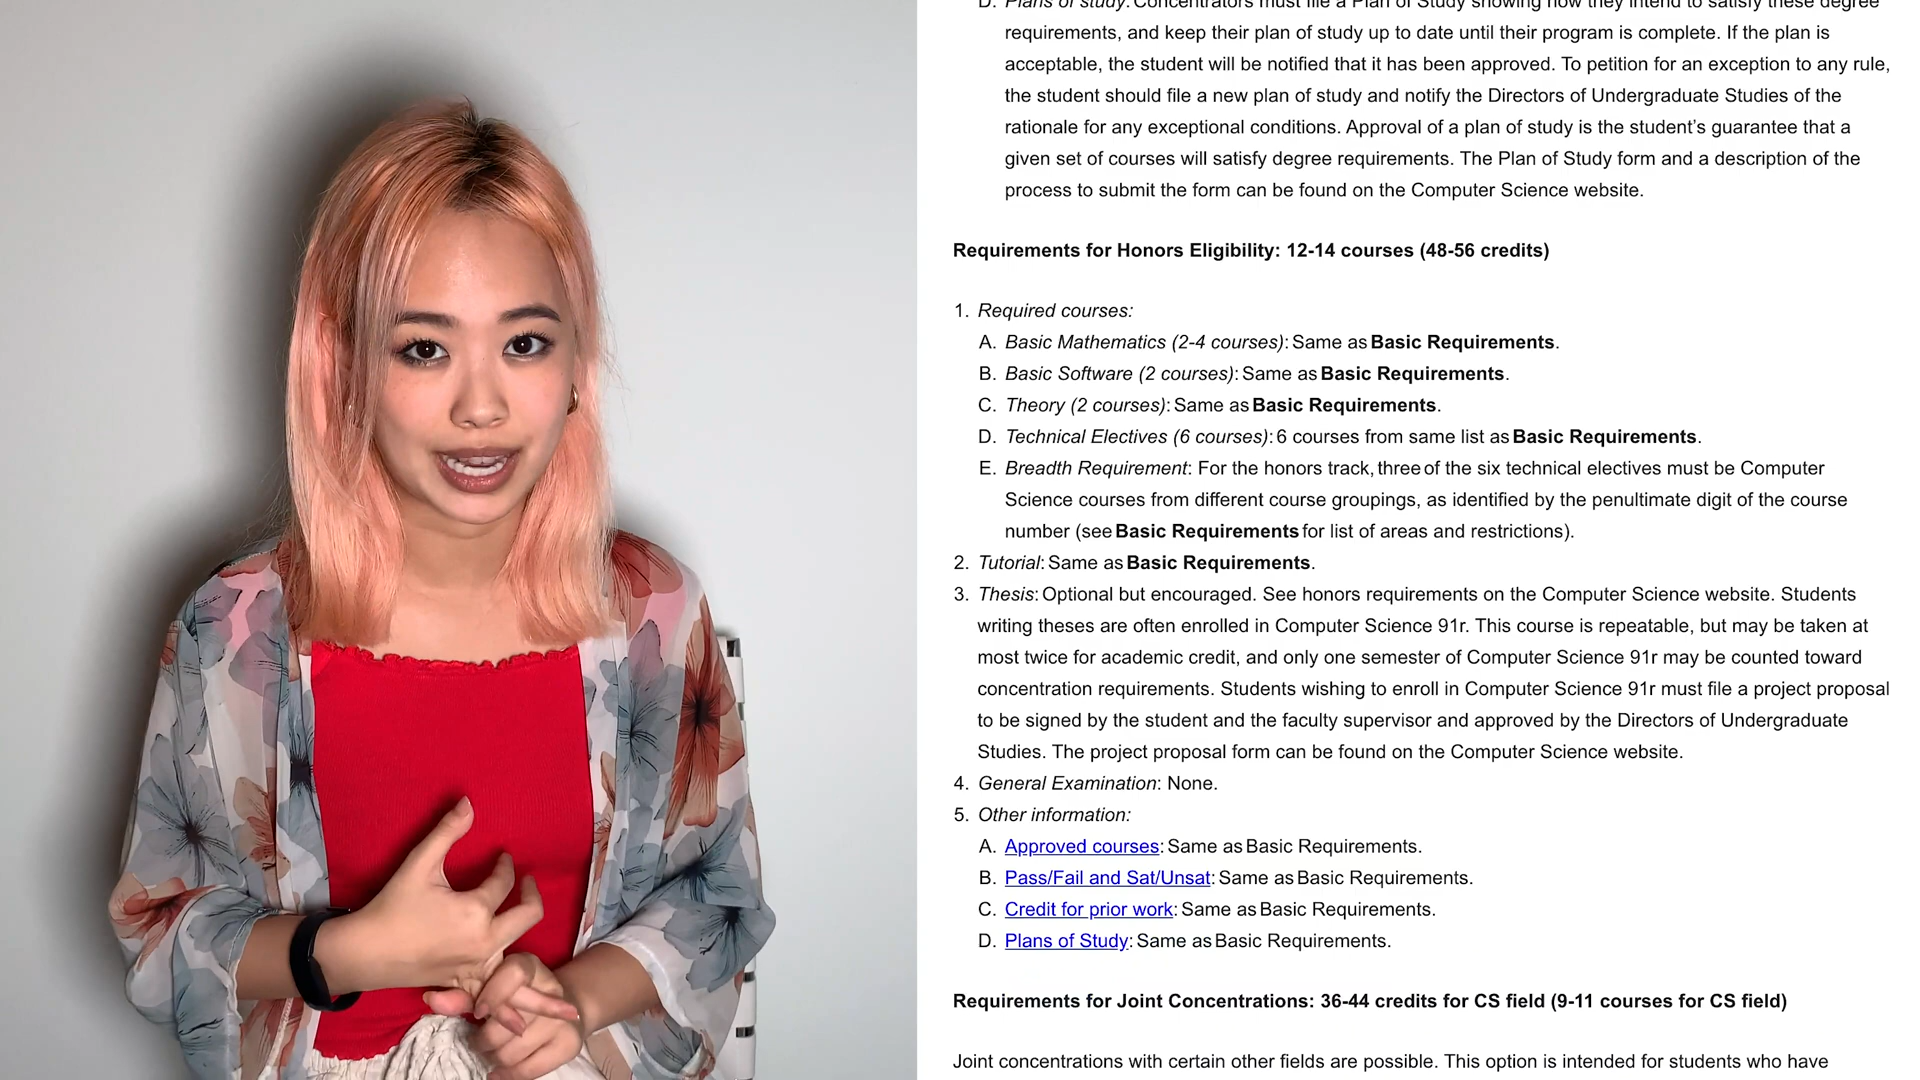 D. Plans of study: Concentrators must file a Plan of Study showing how they intend to satisfy these degree
requirements, and keep their plan of study up to date until their program is complete. If the plan is
acceptable, the student will be notified that it has been approved. To petition for an exception to any rule,
the student should file a new plan of study and notify the Directors of Undergraduate Studies of the
rationale for any exceptional conditions. Approval of a plan of study is the student’s guarantee that a
given set of courses will satisfy degree requirements. The Plan of Study form and a description of the
process to submit the form can be found on the Computer Science website.
Requirements for Honors Eligibility: 12-14 courses (48-56 credits)
1. Required courses:
A. Basic Mathematics (2-4 courses): Same as Basic Requirements.
B. Basic Software (2 courses): Same as Basic Requirements.
C. Theory (2 courses): Same as Basic Requirements.
D. Technical Electives (6 courses): 6 courses from same list as Basic Requirements.
E. Breadth Requirement: For the honors track, three of the six technical electives must be Computer
Science courses from different course groupings, as identified by the penultimate digit of the course
number (see Basic Requirements for list of areas and restrictions).
2. Tutorial: Same as Basic Requirements.
3. Thesis: Optional but encouraged. See honors requirements on the Computer Science website. Students
writing theses are often enrolled in Computer Science 91r. This course is repeatable, but may be taken at
most twice for academic credit, and only one semester of Computer Science 91r may be counted toward
concentration requirements. Students wishing to enroll in Computer Science 91r must file a project proposal
to be signed by the student and the faculty supervisor and approved by the Directors of Undergraduate
Studies. The project proposal form can be found on the Computer Science website.
4. General Examination: None.
5. Other information:
A. Approved courses: Same as Basic Requirements.
B. Pass/Fail and Sat/Unsat: Same as Basic Requirements.
C. Credit for prior work: Same as Basic Requirements.
D. Plans of Study: Same as Basic Requirements.
Requirements for Joint Concentrations: 36-44 credits for CS field (9-11 courses for CS field)
Joint concentrations with certain other fields are possible. This option is intended for students who have